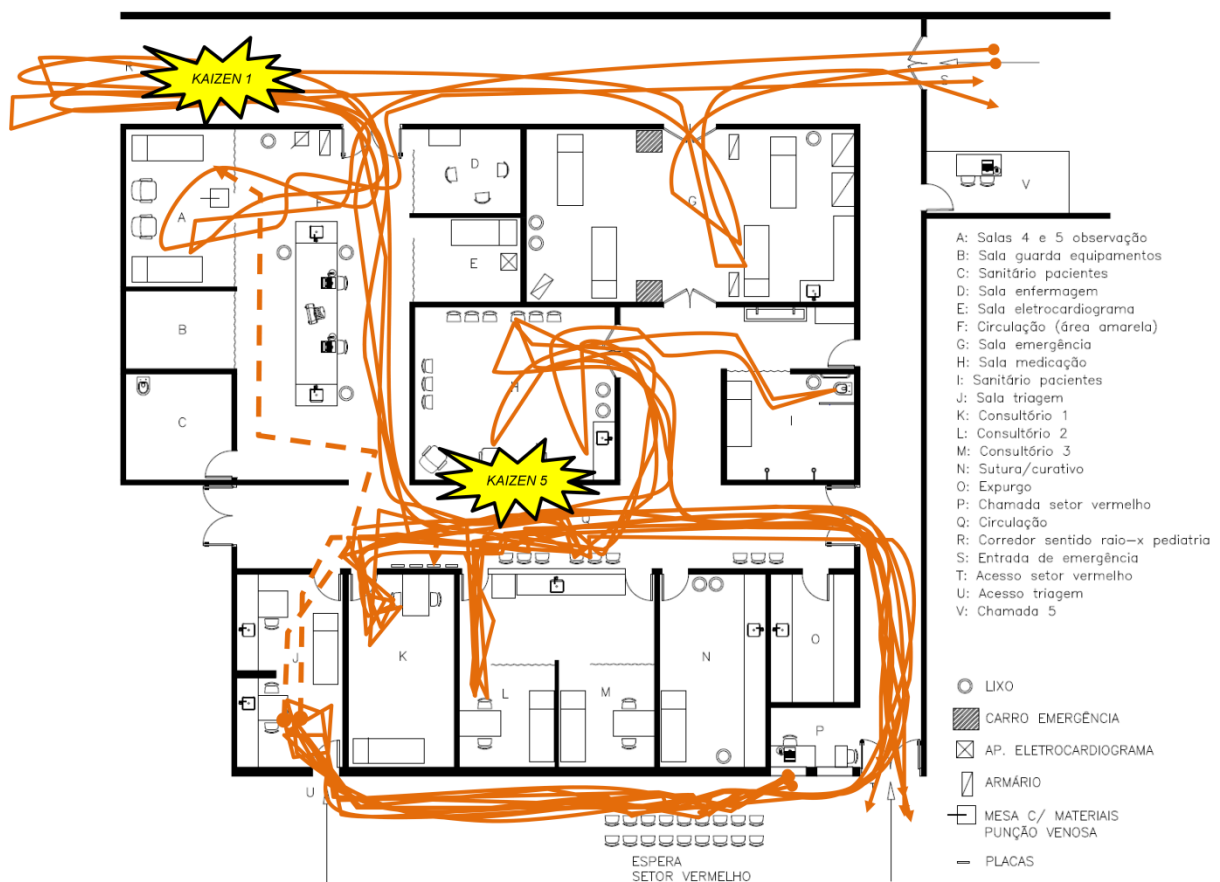 R
KAIZEN 1
S
D
V
A
F
G
E
B
H
C
I
KAIZEN 5
Q
J
K
L
M
N
O
P
U
ESPERA
SETOR VERMELHO
A: Salas 4 e 5 observação
B: Sala guarda equipamentos
C: Sanitário pacientes
D: Sala enfermagem
E: Sala eletrocardiograma
F: Circulação (área amarela)
G: Sala emergência
H: Sala medicação
I: Sanitário pacientes
J: Sala triagem
K: Consultório 1
L: Consultório 2
M: Consultório 3
N: Sutura/curativo
O: Expurgo
P: Chamada setor vermelho
Q: Circulação
R: Corredor sentido raio-x pediatria
S: Entrada de emergência
T: Acesso setor vermelho
U: Acesso triagem
V: Chamada 5
LIXO
CARRO EMERGÊNCIA
AP. ELETROCARDIOGRAMA
ARMÁRIO
MESA C/ MATERIAIS
PUNÇÃO VENOSA
PLACAS